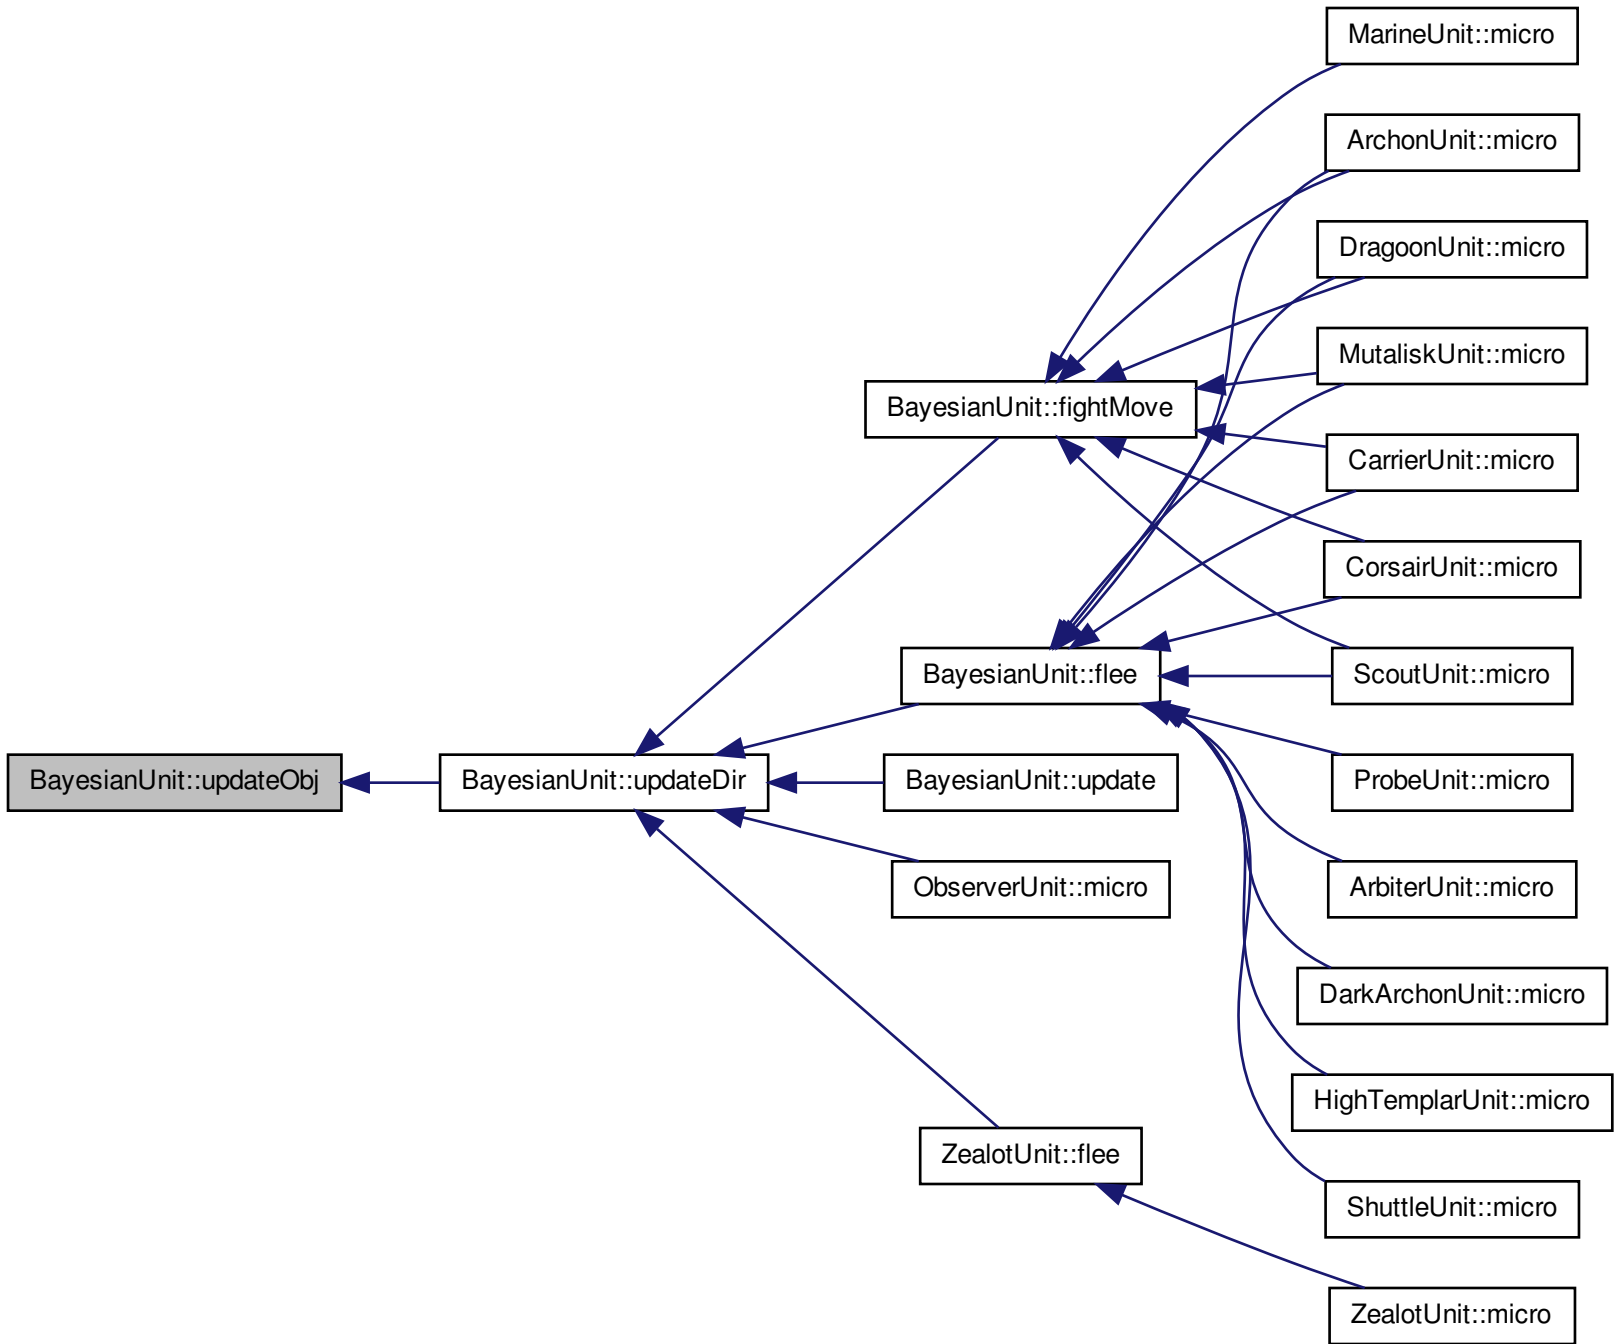 MarineUnit::micro
ArchonUnit::micro
DragoonUnit::micro
MutaliskUnit::micro
BayesianUnit::fightMove
CarrierUnit::micro
CorsairUnit::micro
BayesianUnit::flee
ScoutUnit::micro
BayesianUnit::updateObj
BayesianUnit::updateDir
BayesianUnit::update
ProbeUnit::micro
ObserverUnit::micro
ArbiterUnit::micro
DarkArchonUnit::micro
HighTemplarUnit::micro
ZealotUnit::flee
ShuttleUnit::micro
ZealotUnit::micro